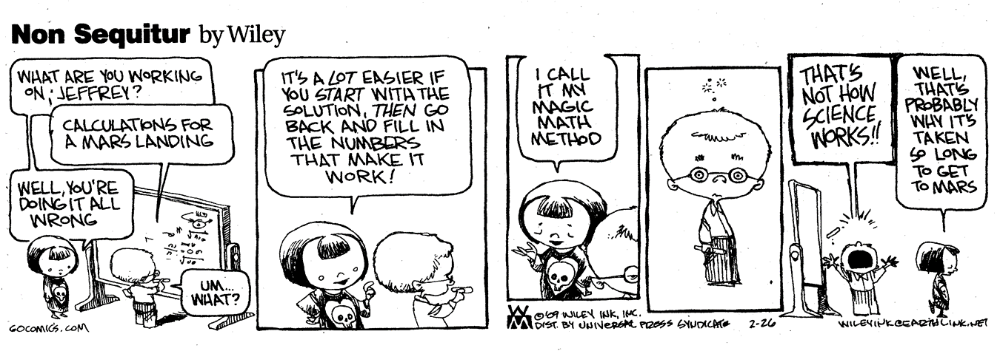 Non Sequitur by Wiley
WHAT ARE YOU WORKING
ON, JEFFREY?
CALCULATIONS FOR
A MARS LANDING
WELL, YOU'RE
DOING IT ALL
WRONG
UM...
WHAT?
GOCOMICS.COM
IT'S A LOT EASIER IF
YOU START WITH THE
SOLUTION, THEN GO
BACK AND FILL IN
THE NUMBERS
THAT MAKE IT
WORK!
I CALL
IT MY
MAGIC
MATH
METHOD
©'09 WILEY INK, INC.
DIST. BY UNIVERSAL PRESS SYNDICATE 2-26
THAT'S
NOT HOW
SCIENCE
WORKS!!
WELL,
THAT'S
PROBABLY
WHY IT'S
TAKEN
SO LONG
TO GET
TO MARS
WILEYINK@EARTHLINK.NET